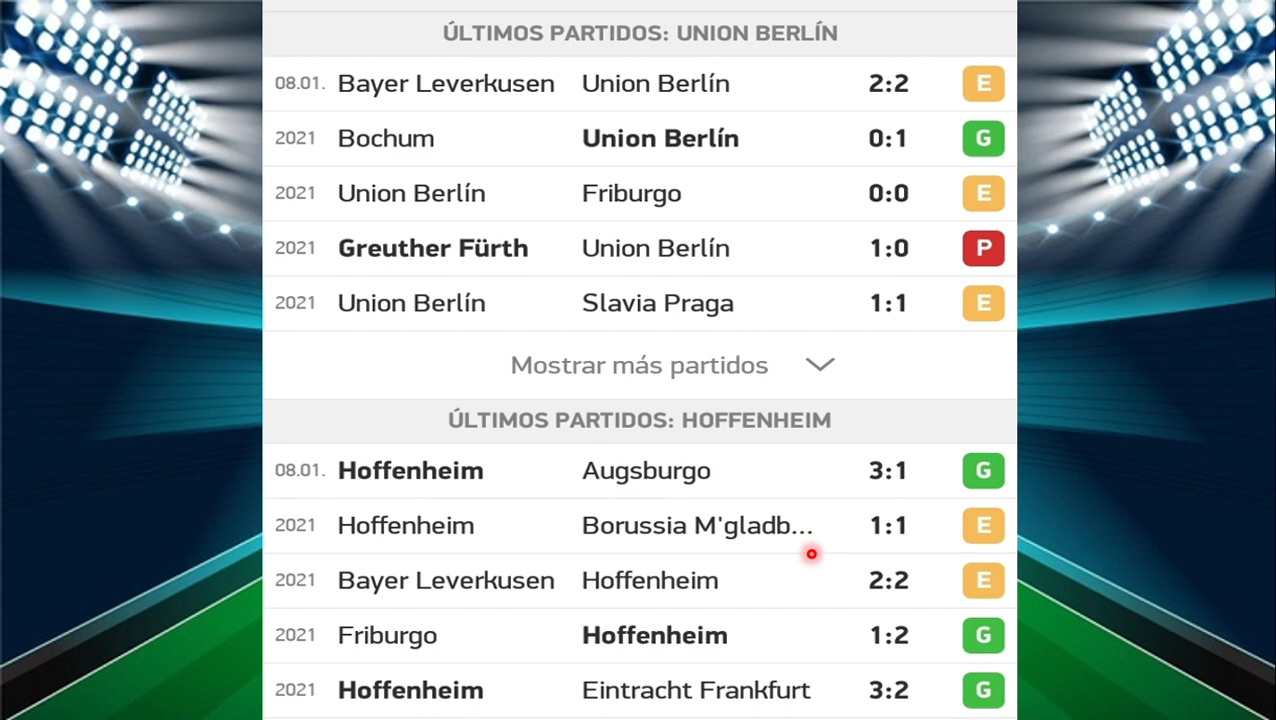 ÚLTIMOS PARTIDOS: UNION BERLÍN
08.01. Bayer Leverkusen Union Berlín 2:2 E
2021 Bochum Union Berlín 0:1 G
2021 Union Berlín Friburgo 0:0 E
2021 Greuther Fürth Union Berlín 1:0 P
2021 Union Berlín Slavia Praga 1:1 E
Mostrar más partidos
ÚLTIMOS PARTIDOS: HOFFENHEIM
08.01. Hoffenheim Augsburgo 3:1 G
2021 Hoffenheim Borussia M'gladb... 1:1 E
2021 Bayer Leverkusen Hoffenheim 2:2 E
2021 Friburgo Hoffenheim 1:2 G
2021 Hoffenheim Eintracht Frankfurt 3:2 G